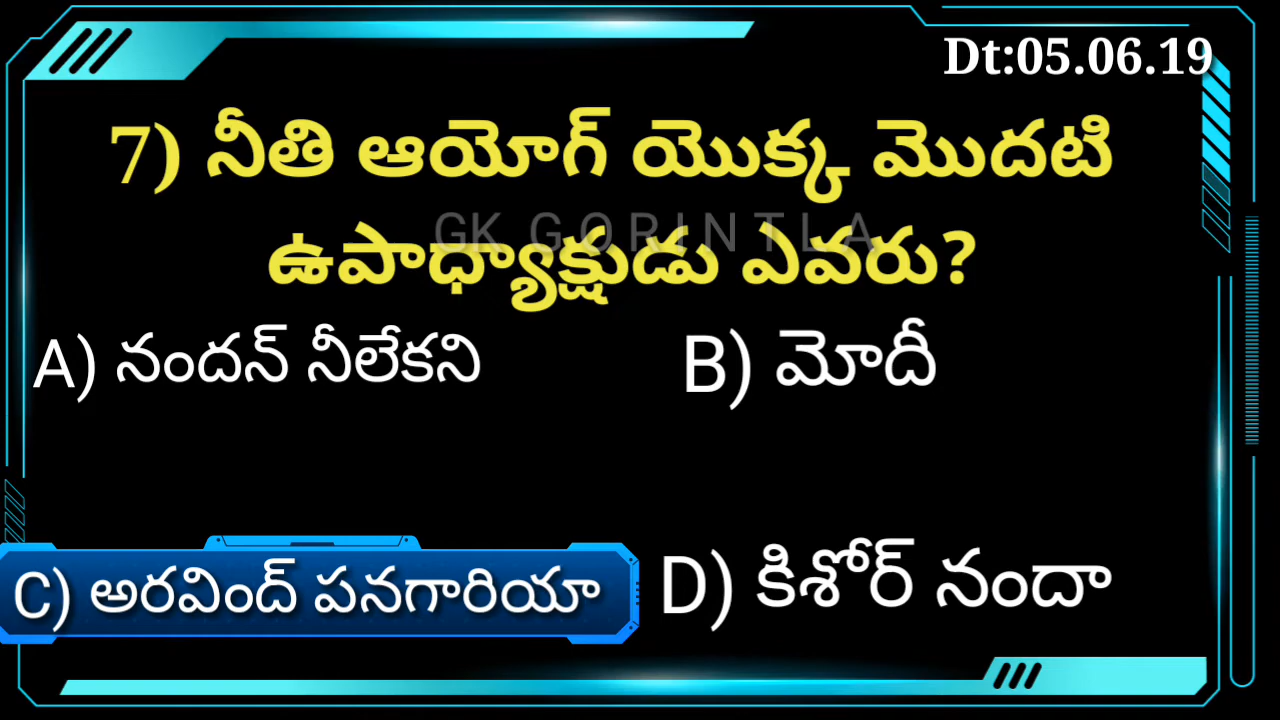 Dt:05.06.19
7) నీతి ఆయోగ్ యొక్క మొదటి
ఉపాధ్యాక్షుడు ఎవరు?
GK GORINTLA
A) నందన్ నీలేకని
B) మోదీ
C) అరవింద్ పనగారియా
D) కిశోర్ నందా